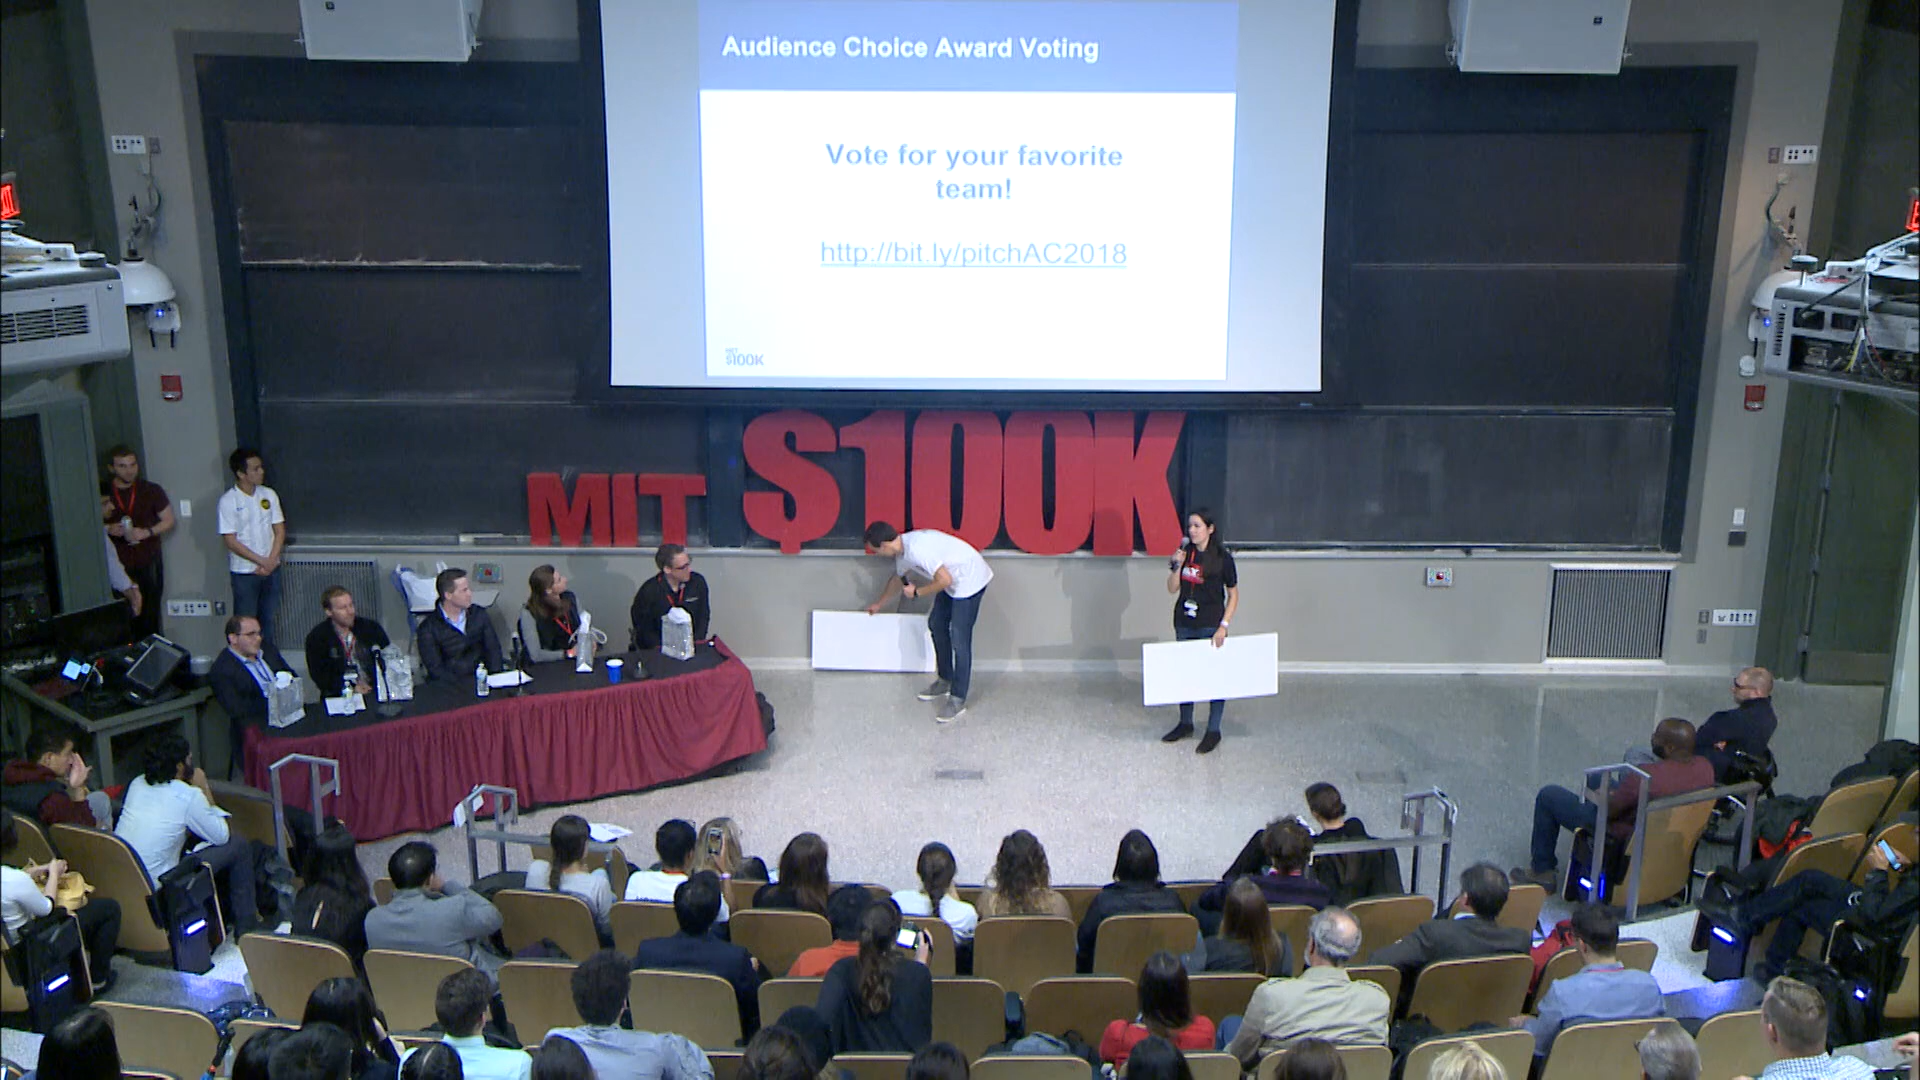 Audience Choice Award Voting
Vote for your favorite
team!
http://bit.ly/pitchAC2018
MIT
$100K
MIT $100K